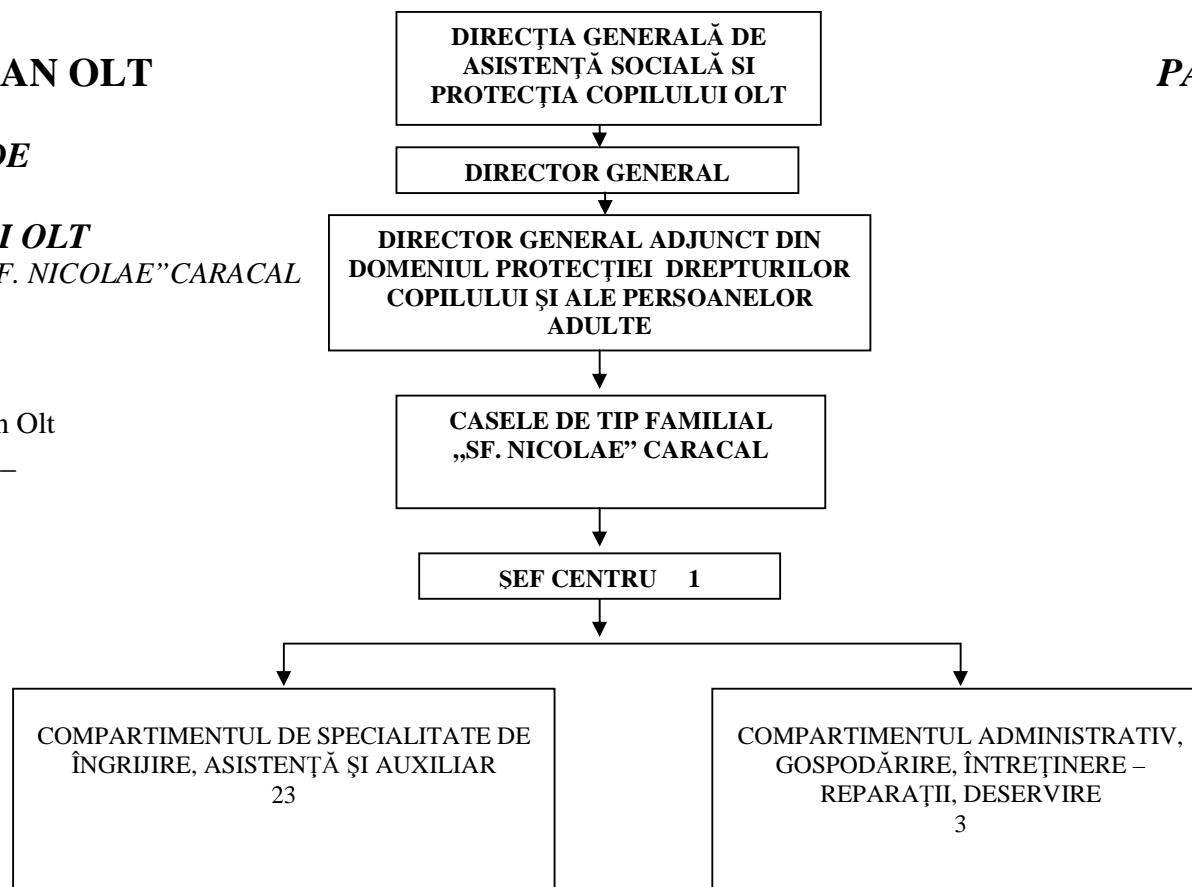 AN OLT
DE
I OLT
F. NICOLAE”CARACAL
n Olt
–
PA
DIRECŢIA GENERALĂ DE
ASISTENŢĂ SOCIALĂ SI
PROTECŢIA COPILULUI OLT
DIRECTOR GENERAL
DIRECTOR GENERAL ADJUNCT DIN
DOMENIUL PROTECŢIEI DREPTURILOR
COPILULUI ŞI ALE PERSOANELOR
ADULTE
CASELE DE TIP FAMILIAL
„SF. NICOLAE” CARACAL
ŞEF CENTRU 1
COMPARTIMENTUL DE SPECIALITATE DE
ÎNGRIJIRE, ASISTENŢĂ ŞI AUXILIAR
23
COMPARTIMENTUL ADMINISTRATIV,
GOSPODĂRIRE, ÎNTREŢINERE –
REPARAŢII, DESERVIRE
3